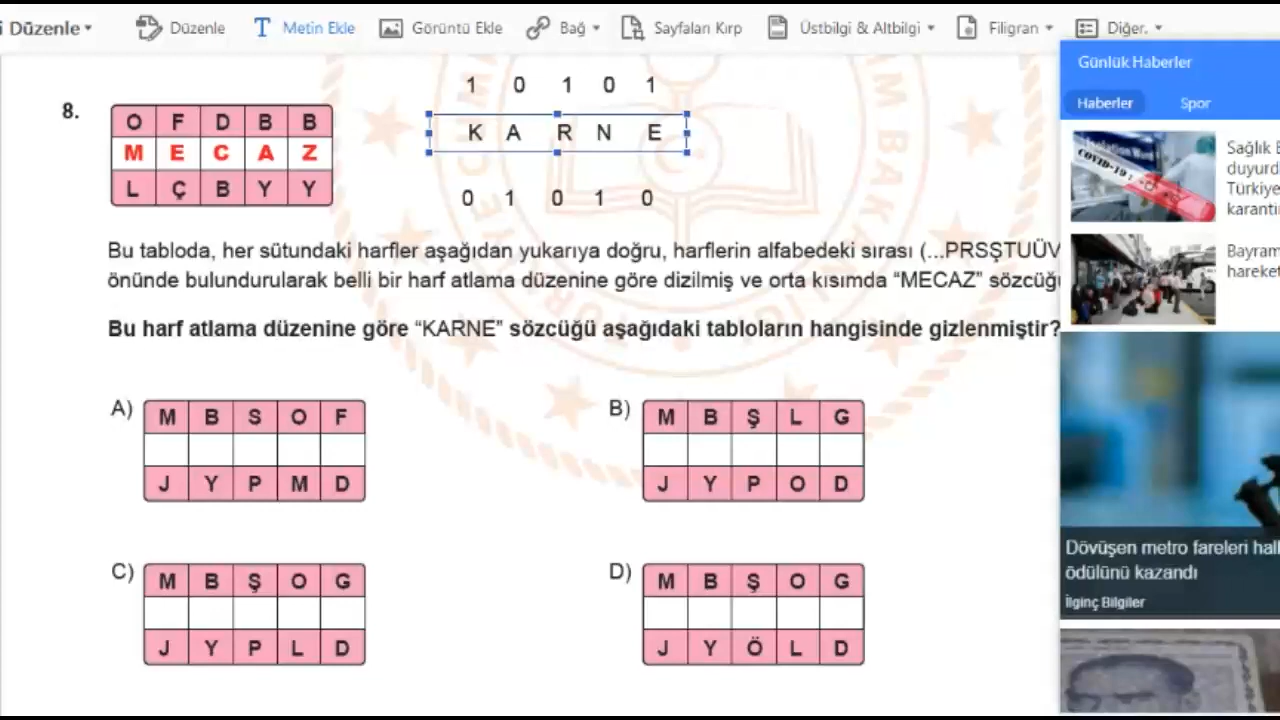 i Düzenle
Düzenle
Metin Ekle
Görüntü Ekle
Bağ
Sayfaları Kırp
Üstbilgi & Altbilgi
Filigran
Diğer.
Günlük Haberler
Haberler Spor
Sağlık B
duyurd
Türkiye
karantin
Bayram
hareket
Dövüşen metro fareleri hall
ödülünü kazandı
İlginç Bilgiler
8.
O F D B B
M E C A Z
L Ç B Y Y
1 0 1 0 1
K A R N E
0 1 0 1 0
Bu tabloda, her sütundaki harfler aşağıdan yukarıya doğru, harflerin alfabedeki sırası (...PRSŞTUÜV
önünde bulundurularak belli bir harf atlama düzenine göre dizilmiş ve orta kısımda “MECAZ” sözcüğü
Bu harf atlama düzenine göre “KARNE” sözcüğü aşağıdaki tabloların hangisinde gizlenmiştir?
A)
M B S O F
J Y P M D
B)
M B Ş L G
J Y P O D
C)
M B Ş O G
J Y P L D
D)
M B Ş O G
J Y Ö L D